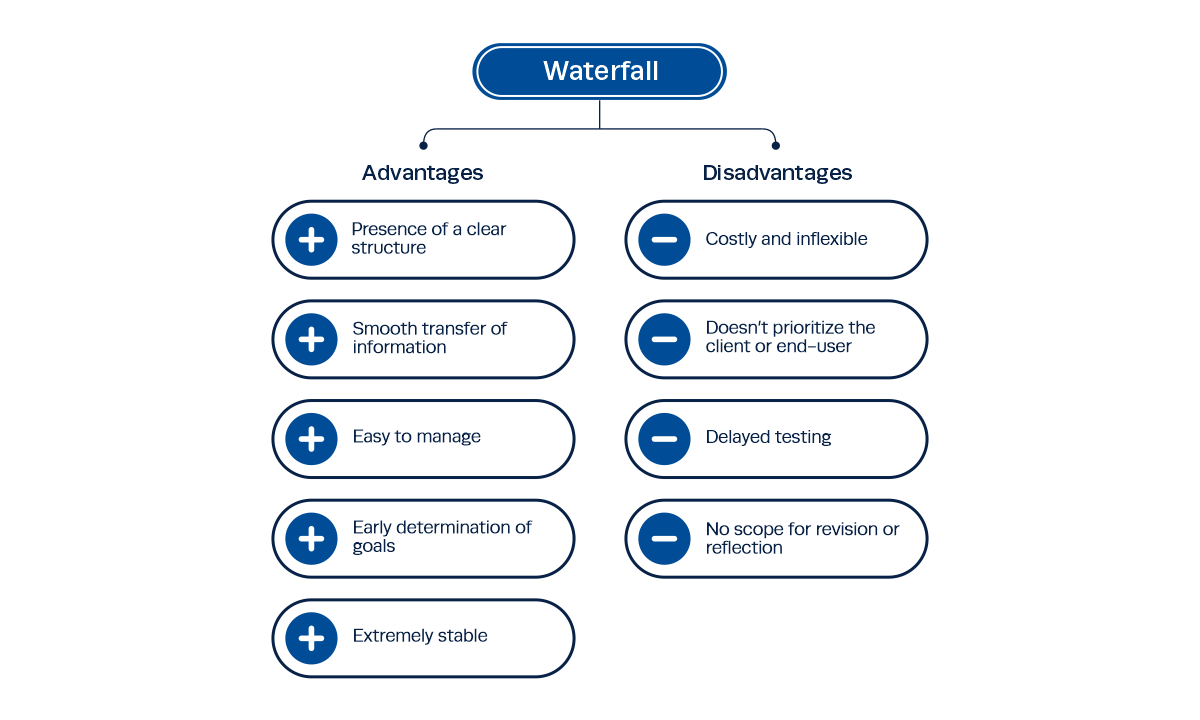 Waterfall
Advantages
Presence of a clear
structure
Smooth transfer of
information
Easy to manage
Early determination of
goals
Extremely stable
Disadvantages
Costly and inflexible
Doesn't prioritize the
client or end-user
Delayed testing
No scope for revision or
reflection